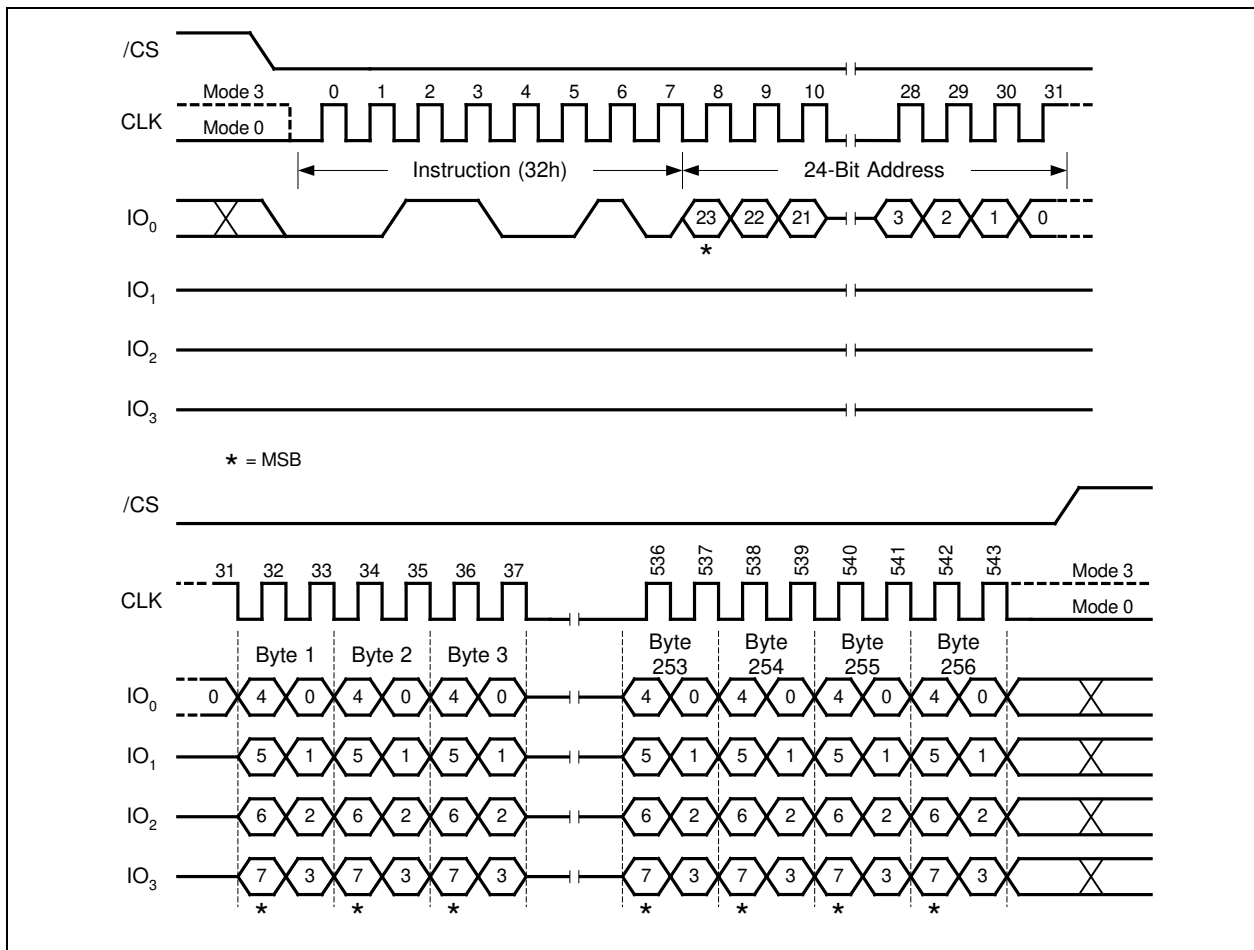 /CS
Mode 3 0 1 2 3 4 5 6 7 8 9 10 28 29 30 31
CLK
Mode 0
Instruction (32h) 24-Bit Address
IO0 23 22 21 3 2 1 0
*
IO1
IO2
IO3
* = MSB
/CS
31 32 33 34 35 36 37 536 537 538 539 540 541 542 543 Mode 3
CLK
Mode 0
Byte 1 Byte 2 Byte 3 Byte 253 Byte 254 Byte 255 Byte 256
IO0 0 4 0 4 0 4 0 4 0 4 0 4 0 4 0
IO1 5 1 5 1 5 1 5 1 5 1 5 1 5 1
IO2 6 2 6 2 6 2 6 2 6 2 6 2 6 2
IO3 7 3 7 3 7 3 7 3 7 3 7 3 7 3
* * * * * * *